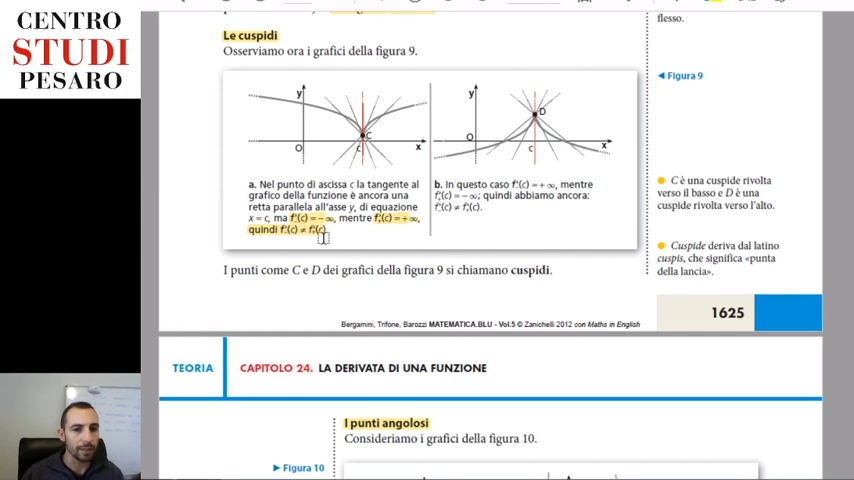 CENTRO
STUDI
PESARO
flesso.
Le cuspidi
Osserviamo ora i grafici della figura 9.
◀ Figura 9
y
C
O
c
x
y
D
O
c
x
a. Nel punto di ascissa c la tangente al
grafico della funzione è ancora una
retta parallela all'asse y, di equazione
x = c, ma f'₋(c) = – ∞, mentre f'₊(c) = + ∞,
quindi f'₋(c) ≠ f'₊(c).
b. In questo caso f'₋(c) = + ∞, mentre
f'₊(c) = – ∞; quindi abbiamo ancora:
f'₋(c) ≠ f'₊(c).
C è una cuspide rivolta
verso il basso e D è una
cuspide rivolta verso l'alto.
Cuspide deriva dal latino
cuspis, che significa «punta
della lancia».
I punti come C e D dei grafici della figura 9 si chiamano cuspidi.
1625
Bergamini, Trifone, Barozzi MATEMATICA.BLU - Vol.5 © Zanichelli 2012 con Maths in English
TEORIA
CAPITOLO 24. LA DERIVATA DI UNA FUNZIONE
I punti angolosi
Consideriamo i grafici della figura 10.
▶ Figura 10